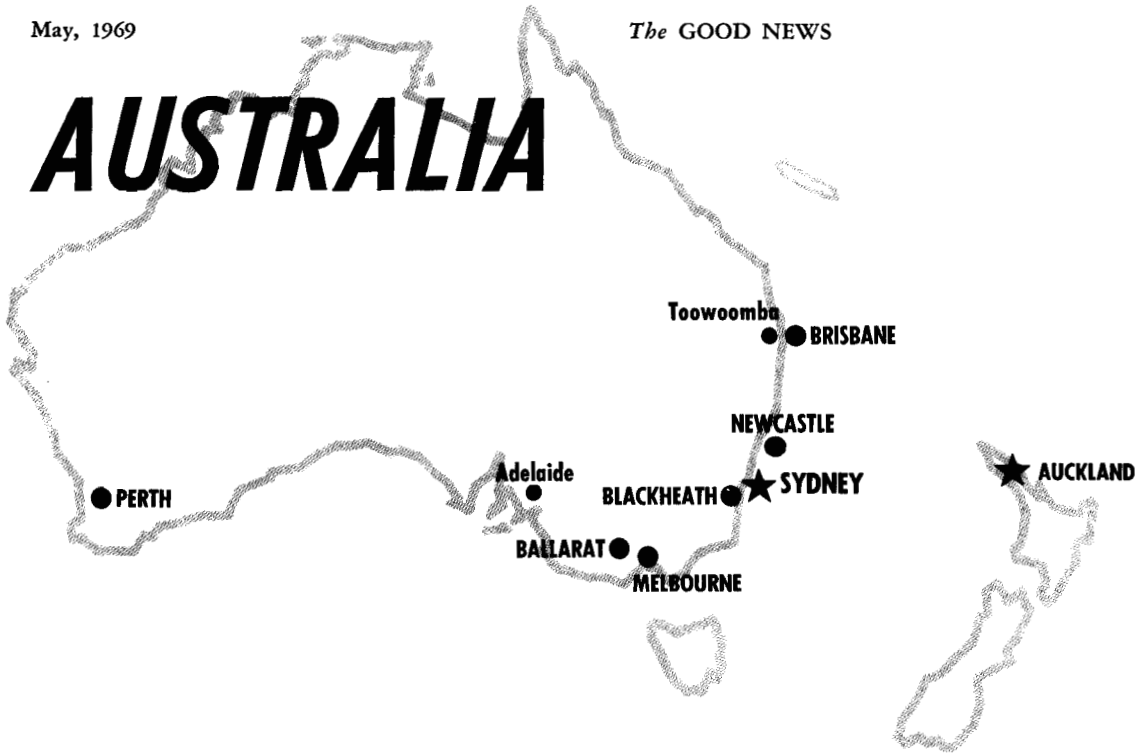 May, 1969
The GOOD NEWS
AUSTRALIA
Toowoomba
BRISBANE
NEWCASTLE
Adelaide
SYDNEY
AUCKLAND
PERTH
BLACKHEATH
BALLARAT
MELBOURNE